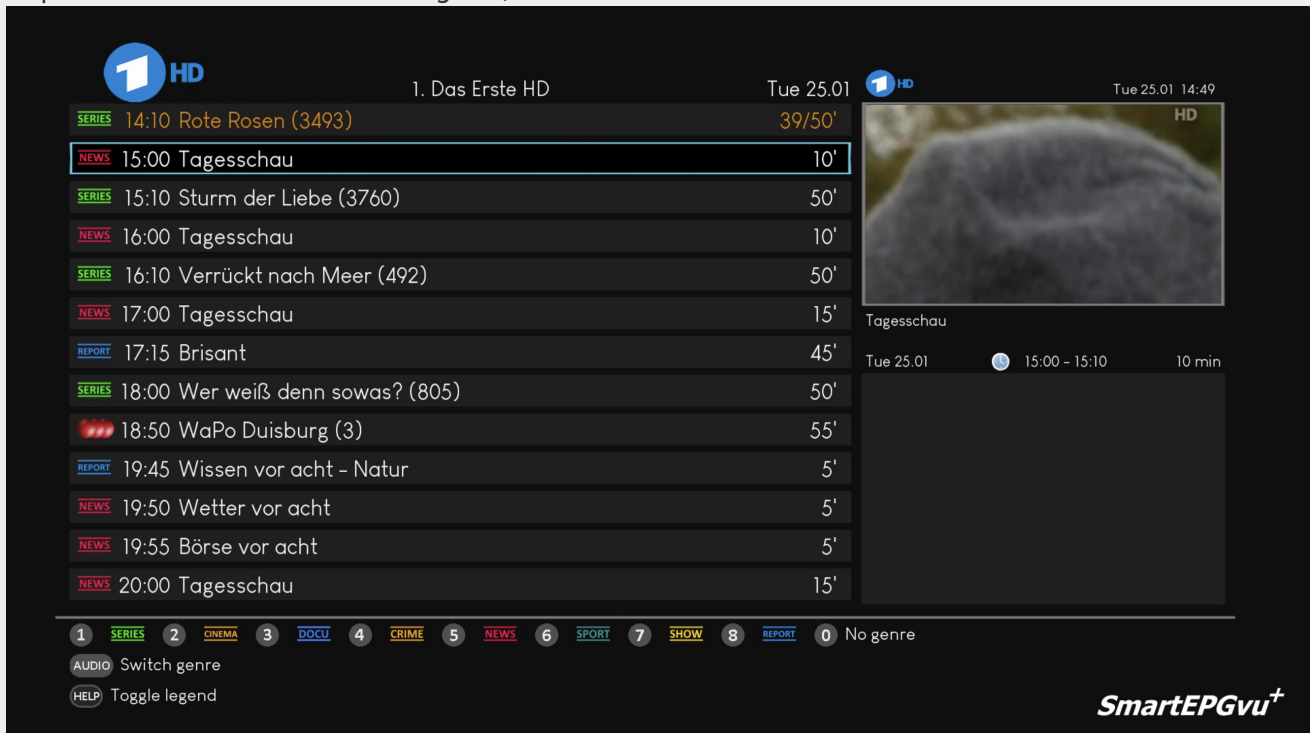 1 HD
1. Das Erste HD
Tue 25.01
SERIES 14:10 Rote Rosen (3493) 39/50'
NEWS 15:00 Tagesschau 10'
SERIES 15:10 Sturm der Liebe (3760) 50'
NEWS 16:00 Tagesschau 10'
SERIES 16:10 Verrückt nach Meer (492) 50'
NEWS 17:00 Tagesschau 15'
REPORT 17:15 Brisant 45'
SERIES 18:00 Wer weiß denn sowas? (805) 50'
18:50 WaPo Duisburg (3) 55'
REPORT 19:45 Wissen vor acht - Natur 5'
NEWS 19:50 Wetter vor acht 5'
NEWS 19:55 Börse vor acht 5'
NEWS 20:00 Tagesschau 15'
1 HD
Tue 25.01 14:49
HD
Tagesschau
Tue 25.01 15:00 - 15:10 10 min
1 SERIES 2 CINEMA 3 DOCU 4 CRIME 5 NEWS 6 SPORT 7 SHOW 8 REPORT 0 No genre
AUDIO Switch genre
HELP Toggle legend
SmartEPGvu+